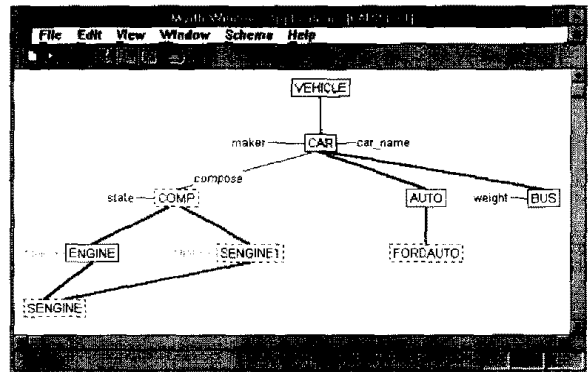 File Edit View Window Scheme Help
VEHICLE
maker CAR car_name
compose
state COMP AUTO weight BUS
ENGINE SENGINE1 FORDAUTO
SENGINE